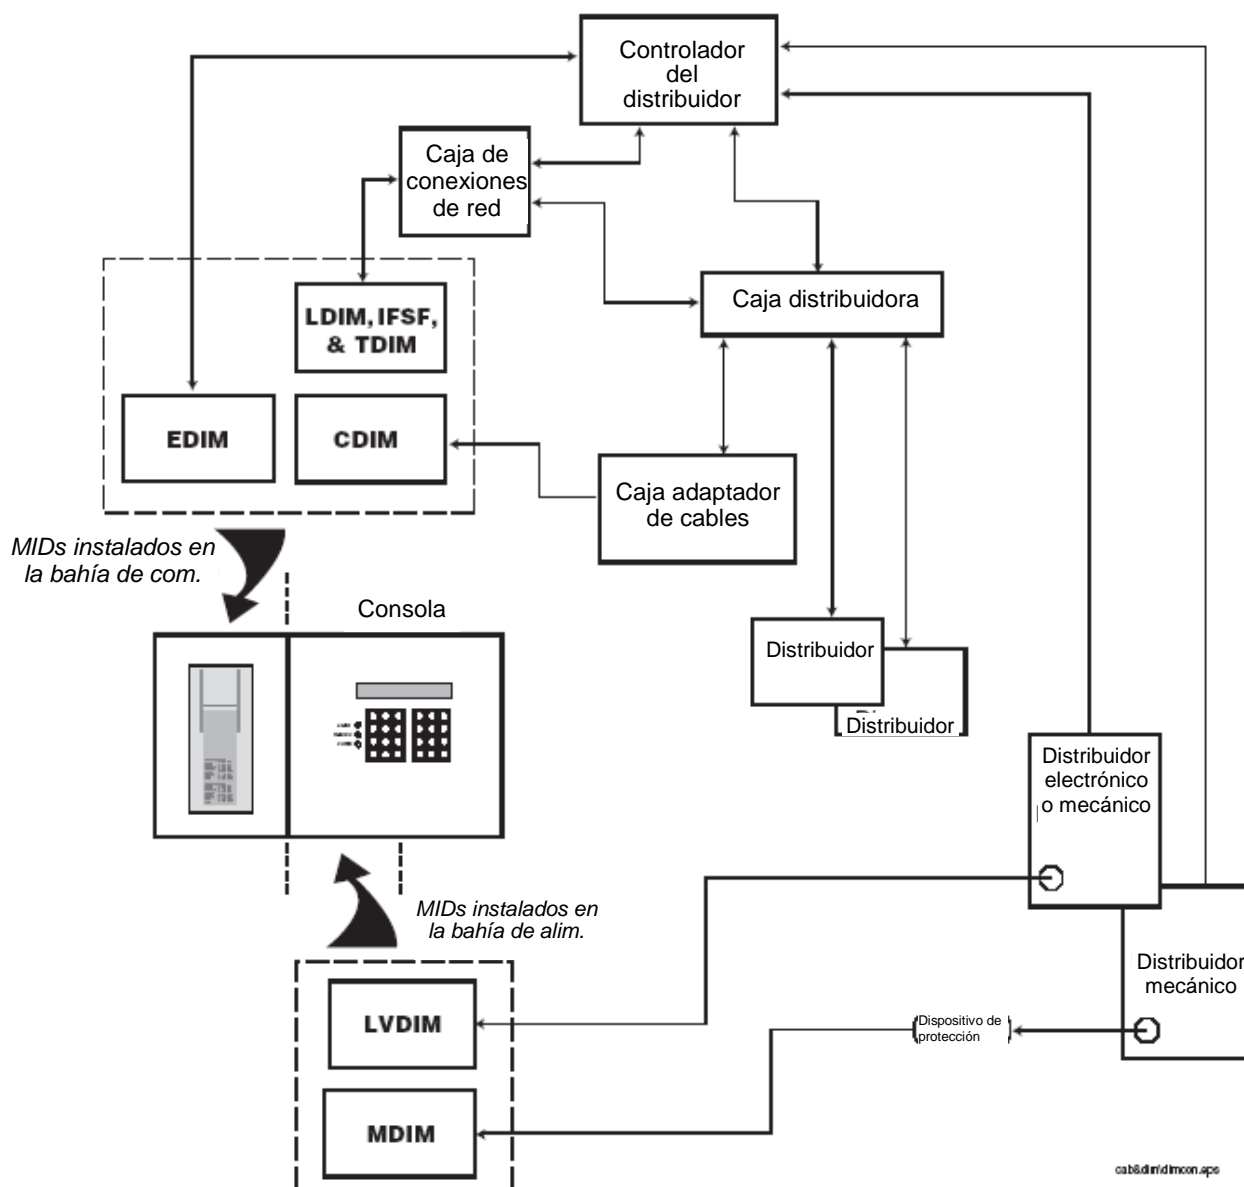 Controlador
del
distribuidor
Caja de
conexiones
de red
Caja distribuidora
LDIM, IFSF,
& TDIM
EDIM
CDIM
Caja adaptador
de cables
MIDs instalados en
la bahía de com.
Consola
Distribuidor
Distribuidor
Distribuidor
electrónico
o mecánico
MIDs instalados en
la bahía de alim.
Distribuidor
mecánico
LVDIM
Dispositivo de
protección
MDIM
cab&dim\dimcon.eps